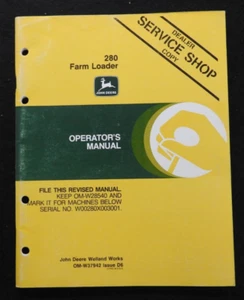 280
Farm Loader
DEALER
SERVICE SHOP
COPY
JOHN DEERE
OPERATOR'S
MANUAL
FILE THIS REVISED MANUAL.
KEEP OM-W28540 AND
MARK IT FOR MACHINES BELOW
SERIAL NO. W00280X003001.
John Deere Welland Works
OM-W37942 Issue D6